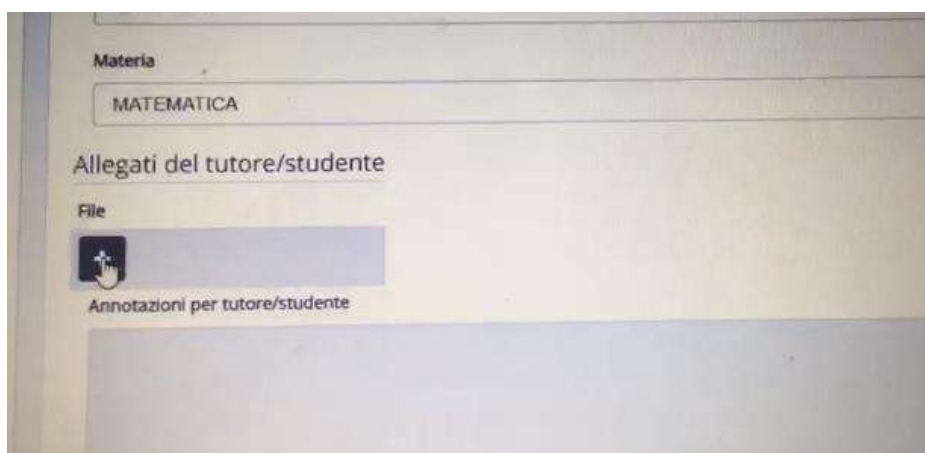 Materia
MATEMATICA
Allegati del tutore/studente
File
Annotazioni per tutore/studente